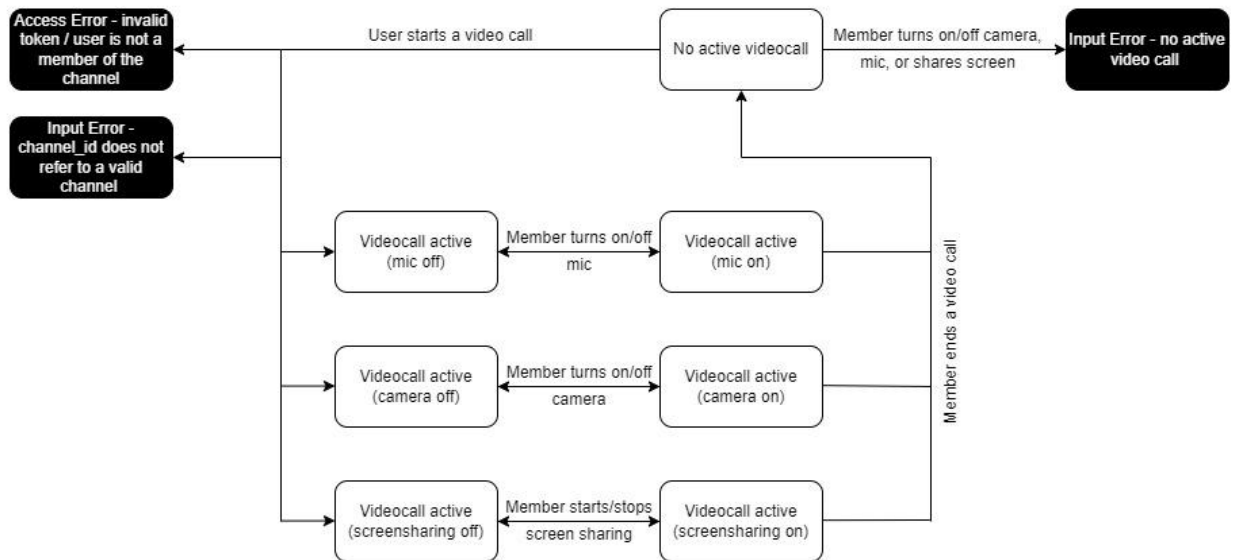 Access Error - invalid
token / user is not a
member of the
channel
User starts a video call
No active videocall
Member turns on/off camera,
mic, or shares screen
Input Error - no active
video call
Input Error -
channel_id does not
refer to a valid
channel
Videocall active
(mic off)
Member turns on/off
mic
Videocall active
(mic on)
Member ends a video call
Videocall active
(camera off)
Member turns on/off
camera
Videocall active
(camera on)
Videocall active
(screensharing off)
Member starts/stops
screen sharing
Videocall active
(screensharing on)